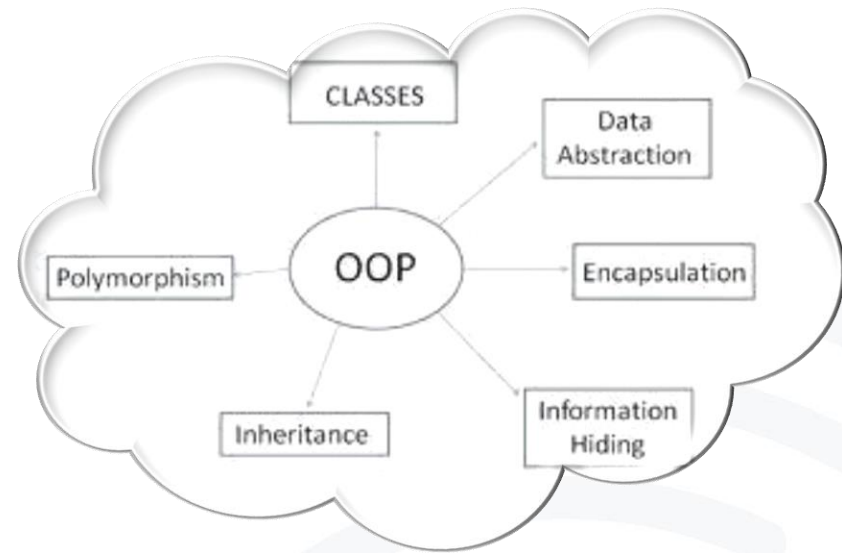 CLASSES
Data
Abstraction
Polymorphism
OOP
Encapsulation
Inheritance
Information
Hiding